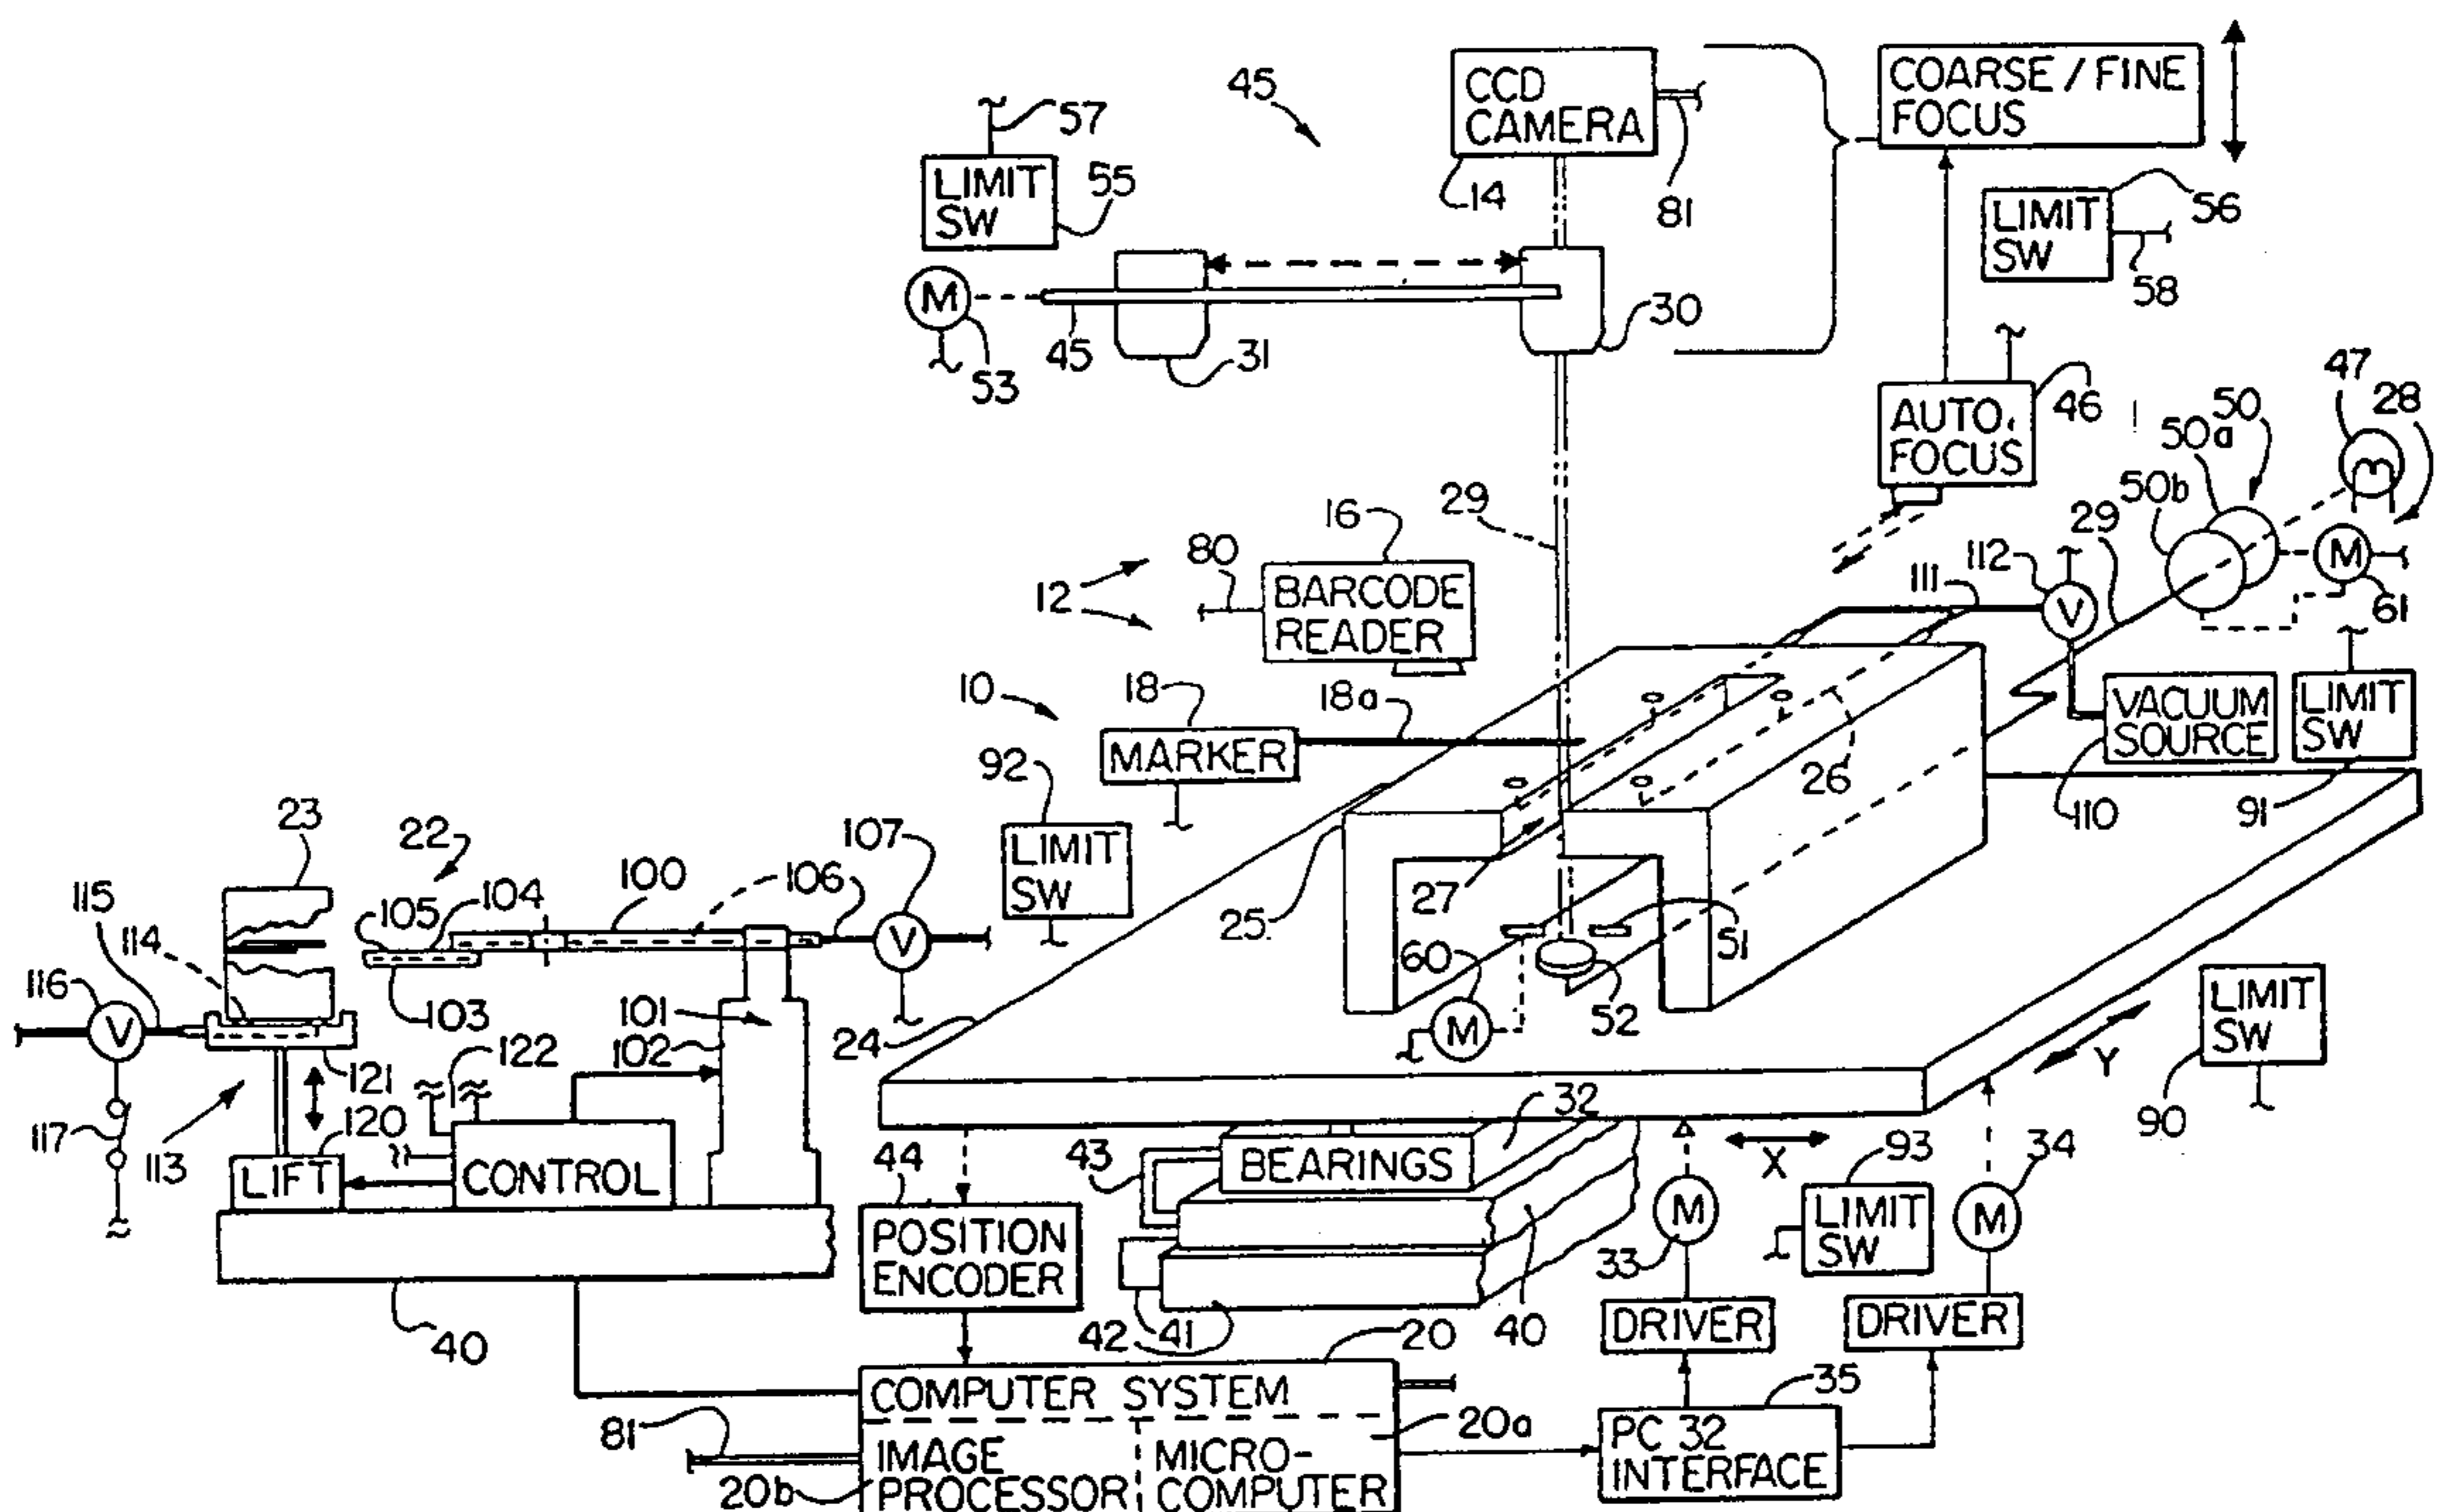 45
57
CCD
CAMERA
COARSE / FINE
FOCUS
LIMIT
SW
55
14
81
LIMIT
SW
56
58
M
53
45
31
30
AUTO.
FOCUS
46
47
28
50
50a
50b
29
29
16
80
12
BARCODE
READER
111
112
V
M
61
10
18
MARKER
18a
26
VACUUM
SOURCE
110
LIMIT
SW
91
92
LIMIT
SW
23
22
107
25
27
105
104
100
106
V
115
114
116
V
103
101
102
24
60
M
51
52
LIMIT
SW
90
Y
122
121
120
117
113
LIFT
CONTROL
44
43
BEARINGS
32
X
93
34
POSITION
ENCODER
M
33
LIMIT
SW
M
40
42
41
40
DRIVER
DRIVER
20
COMPUTER SYSTEM
81
20a
35
IMAGE
PROCESSOR
MICRO-
COMPUTER
PC 32
INTERFACE
20b